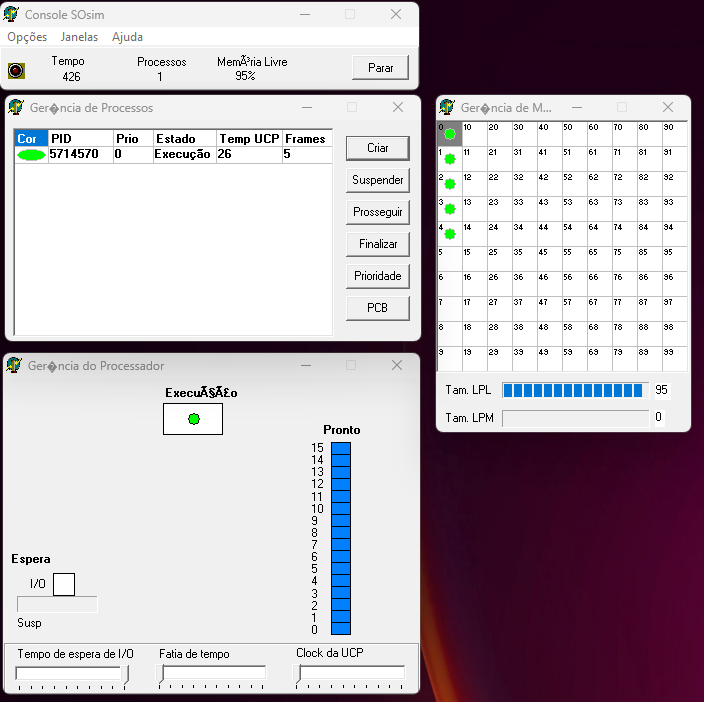 Console SOsim
Opções Janelas Ajuda
Tempo Processos MemÃ³ria Livre
426 1 95%
Parar
Ger�ncia de Processos
Cor PID Prio Estado Temp UCP Frames
5714570 0 Execução 26 5
Criar
Suspender
Prosseguir
Finalizar
Prioridade
PCB
Ger�ncia de M...
0 10 20 30 40 50 60 70 80 90
1 11 21 31 41 51 61 71 81 91
2 12 22 32 42 52 62 72 82 92
3 13 23 33 43 53 63 73 83 93
4 14 24 34 44 54 64 74 84 94
5 15 25 35 45 55 65 75 85 95
6 16 26 36 46 56 66 76 86 96
7 17 27 37 47 57 67 77 87 97
8 18 28 38 48 58 68 78 88 98
9 19 29 39 49 59 69 79 89 99
Tam. LPL 95
Tam. LPM 0
Ger�ncia do Processador
ExecuÃ§Ã£o
Pronto
15
14
13
12
11
10
9
8
7
6
5
4
3
2
1
0
Espera
I/O
Susp
Tempo de espera de I/O Fatia de tempo Clock da UCP